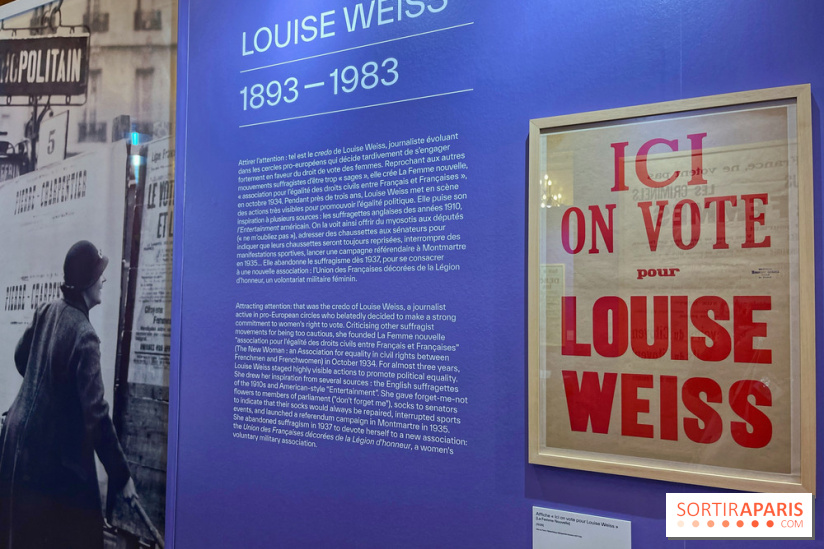 OPOLITAIN
5
PIERRE CHARPENTIER
LOUISE WEISS
1893 – 1983
Attirer l'attention : tel est le credo de Louise Weiss, journaliste évoluant
dans les cercles pro-européens qui décide tardivement de s'engager
fortement en faveur du droit de vote des femmes. Reprochant aux autres
mouvements suffragistes d'être trop « sages », elle crée La Femme nouvelle,
« association pour l'égalité des droits civils entre Français et Françaises »,
en octobre 1934. Pendant près de trois ans, Louise Weiss met en scène
des actions très visibles pour promouvoir l'égalité politique. Elle puise son
inspiration à plusieurs sources : les suffragettes anglaises des années 1910,
l'Entertainment américain. On la voit ainsi offrir du myosotis aux députés
(« ne m'oubliez pas »), adresser des chaussettes aux sénateurs pour
indiquer que leurs chaussettes seront toujours reprisées, interrompre des
manifestations sportives, lancer une campagne référendaire à Montmartre
en 1935... Elle abandonne le suffragisme dès 1937, pour se consacrer
à une nouvelle association : l'Union des Françaises décorées de la Légion
d'honneur, un volontariat militaire féminin.
Attracting attention: that was the credo of Louise Weiss, a journalist
active in pro-European circles who belatedly decided to make a strong
commitment to women's right to vote. Criticising other suffragist
movements for being too cautious, she founded La Femme nouvelle
"association pour l'égalité des droits civils entre Français et Françaises"
(The New Woman : an Association for equality in civil rights between
Frenchmen and Frenchwomen) in October 1934. For almost three years,
Louise Weiss staged highly visible actions to promote political equality.
She drew her inspiration from several sources : the English suffragettes
of the 1910s and American-style "Entertainment". She gave forget-me-not
flowers to members of parliament ("don't forget me"), socks to senators
to indicate that their socks would always be repaired, interrupted sports
events, and launched a referendum campaign in Montmartre in 1935.
She abandoned suffragism in 1937 to devote herself to a new association:
the Union des Françaises décorées de la Légion d'honneur, a women's
voluntary military association.
ICI,
ON VOTE
pour
LOUISE
WEISS
Affiche « Ici on vote pour Louise Weiss »
(La Femme Nouvelle)
SORTIRAPARIS
.COM